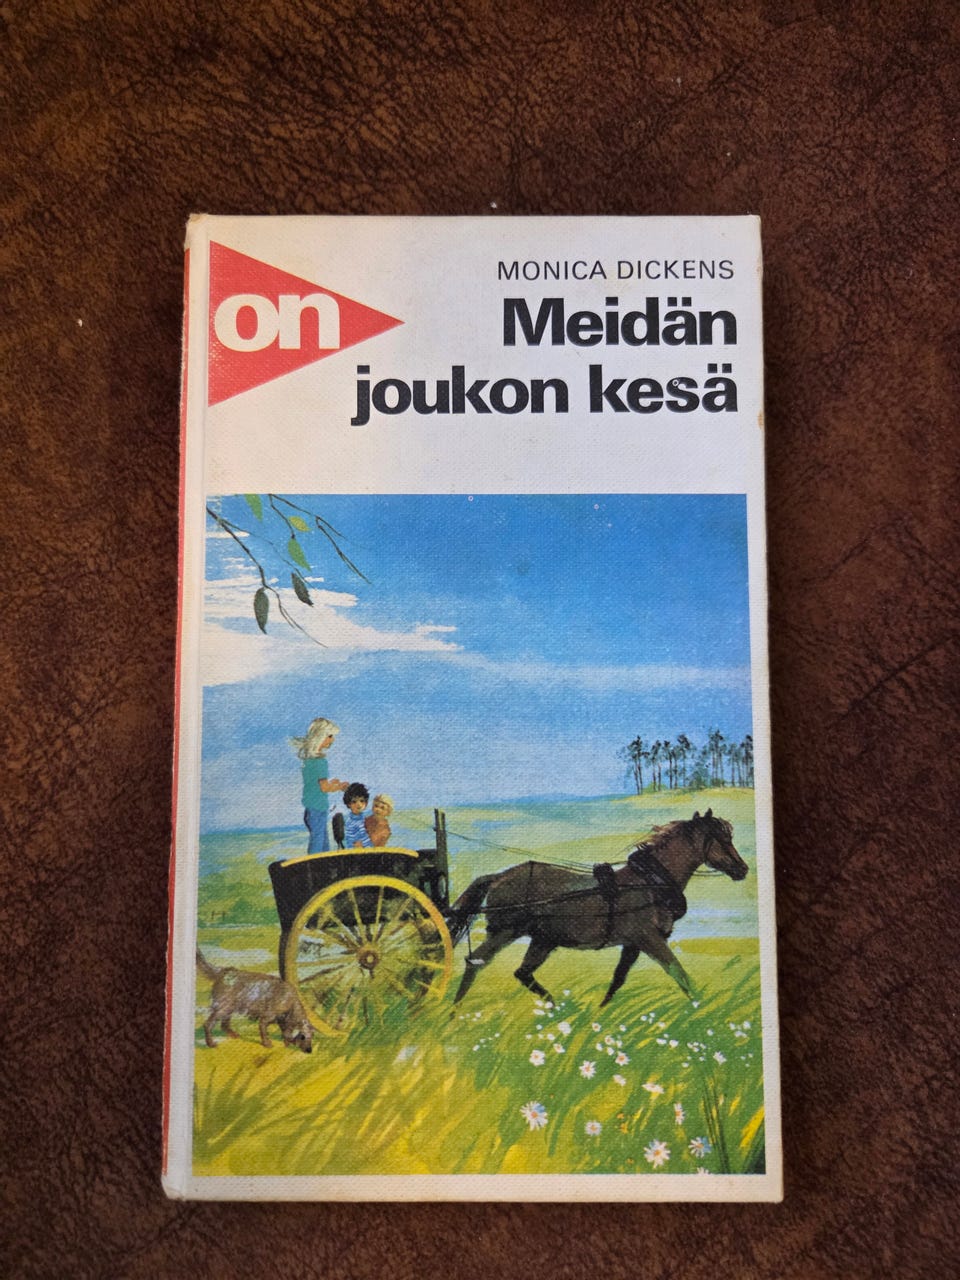 on
MONICA DICKENS
Meidän
joukon kesä